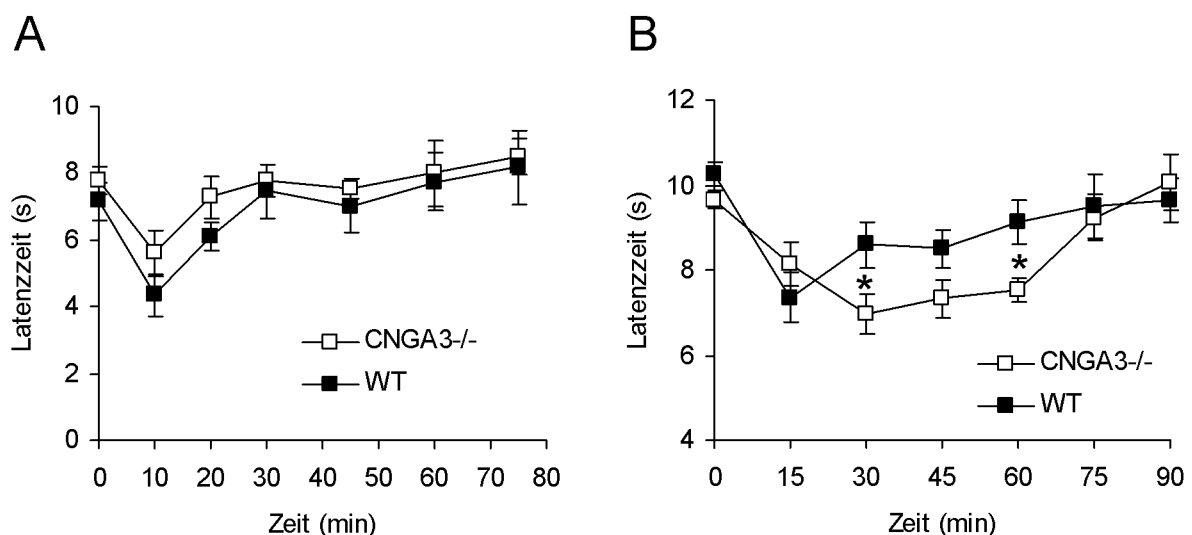 A
Latenzzeit (s)
10
8
6
4
2
0
0 10 20 30 40 50 60 70 80
Zeit (min)
CNGA3-/-
WT
B
Latenzzeit (s)
12
10
8
6
4
0 15 30 45 60 75 90
Zeit (min)
*
*
CNGA3-/-
WT